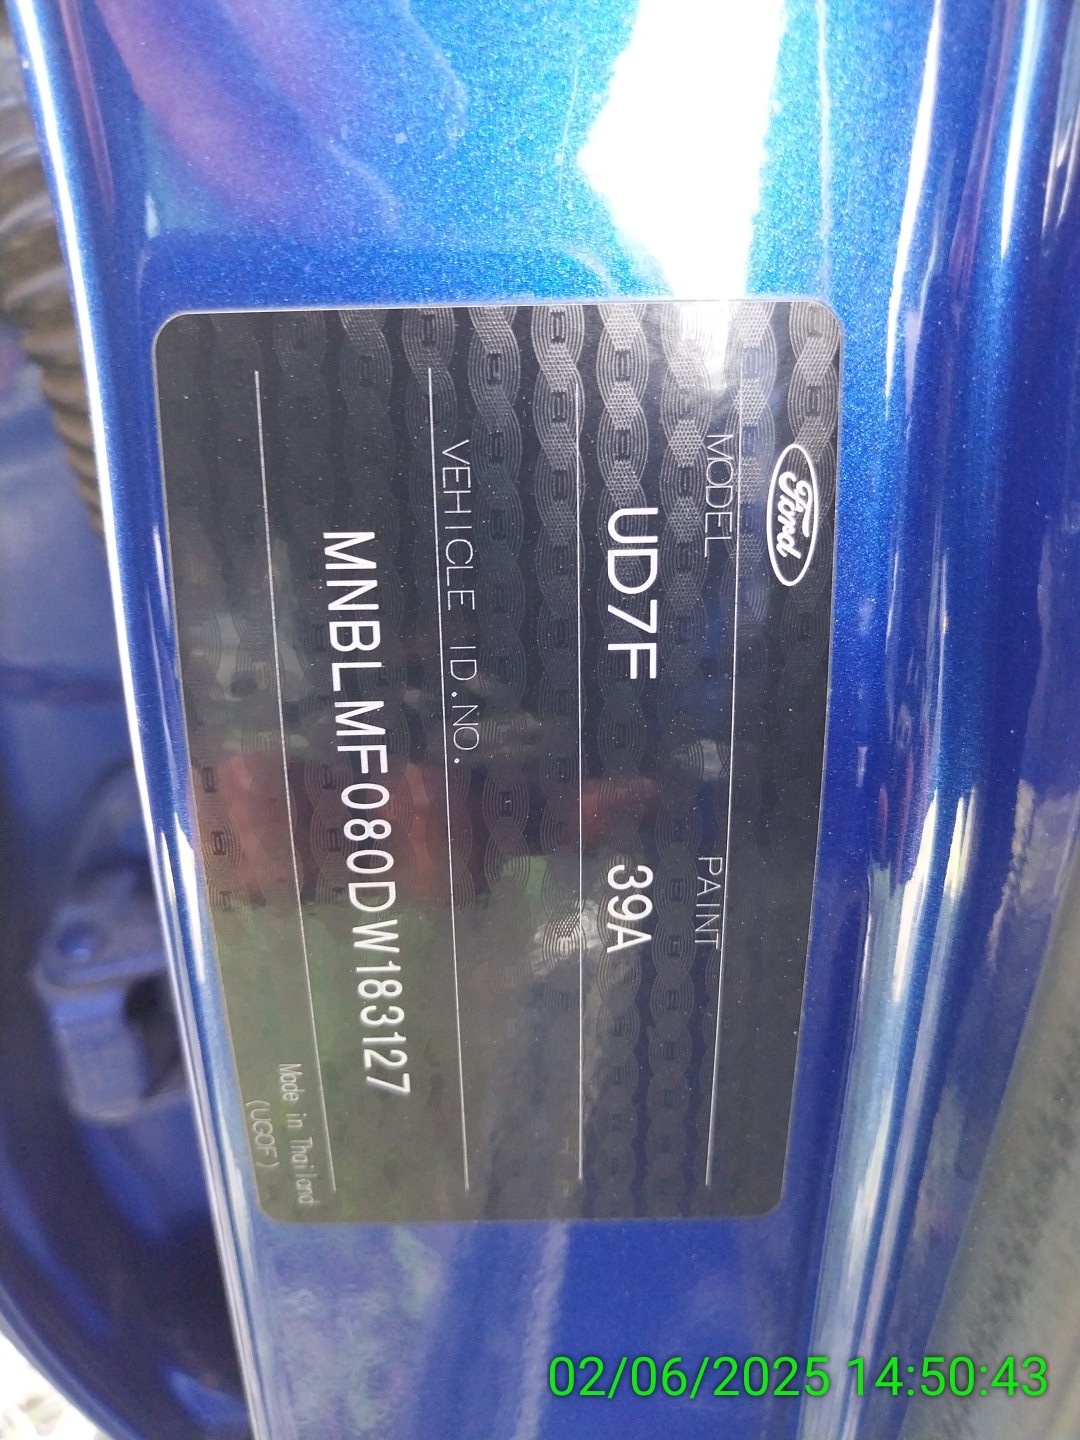 Ford
MODEL PAINT
UD7F 39A
VEHICLE ID.NO.
MNBLMF080DW183127
Made in Thailand
(UGOF)
02/06/2025 14:50:43